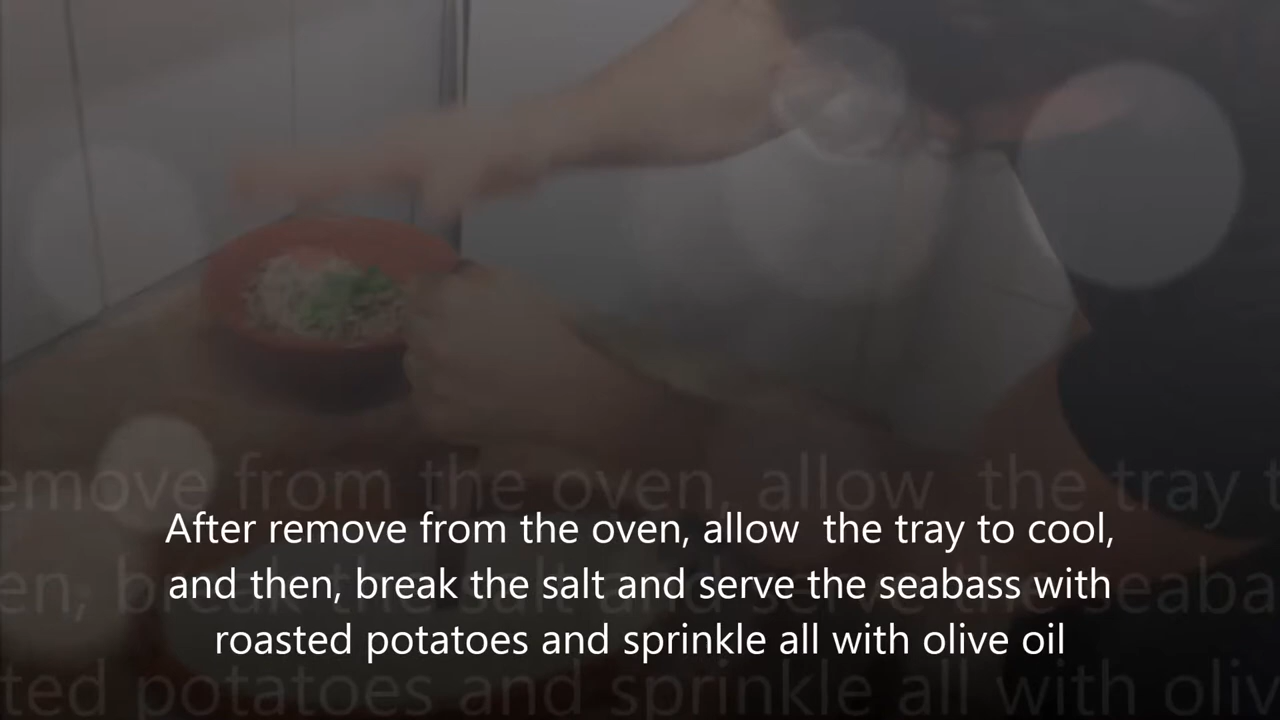 After remove from the oven, allow  the tray to cool,
and then, break the salt and serve the seabass with
roasted potatoes and sprinkle all with olive oil